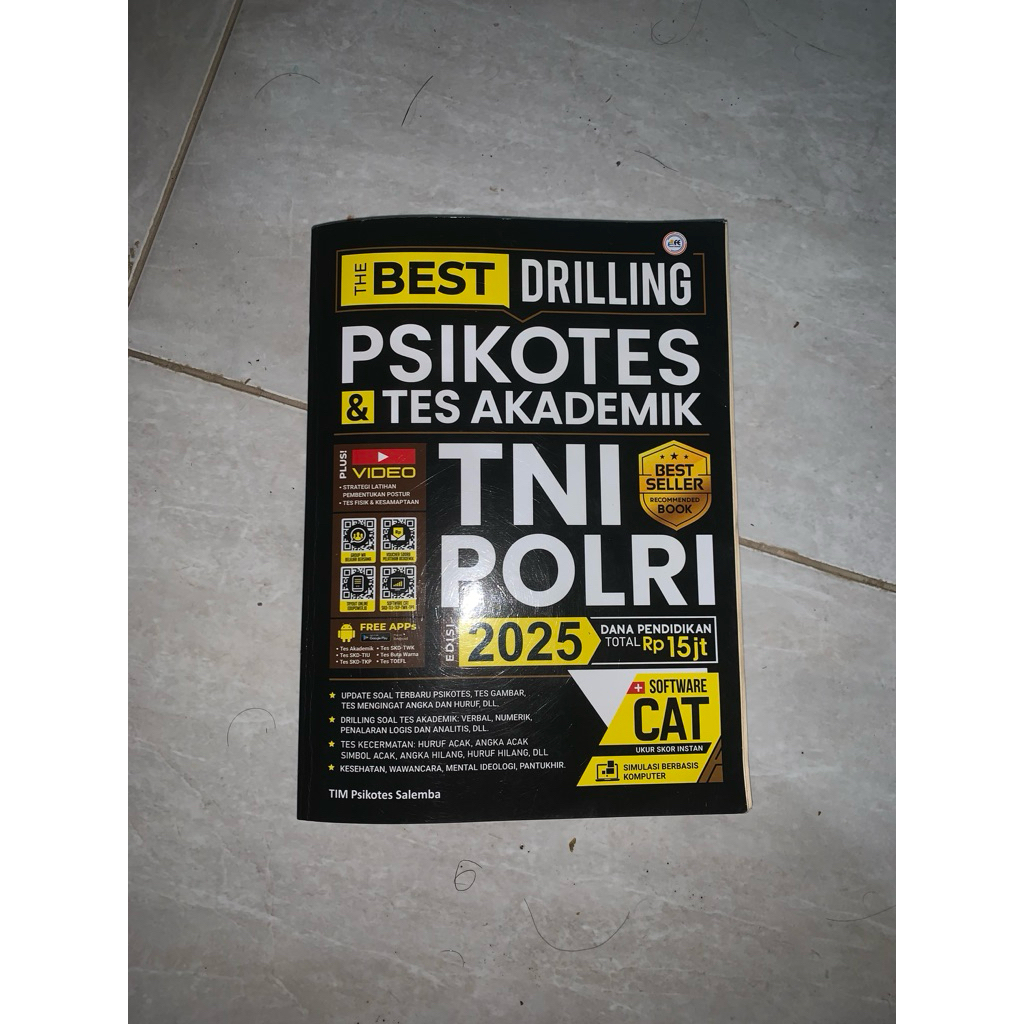 THE BEST DRILLING
PSIKOTES
& TES AKADEMIK
TNI
POLRI
PLUS!
VIDEO
• STRATEGI LATIHAN
PEMBENTUKAN POSTUR
• TES FISIK & KESAMAPTAAN
BEST
SELLER
RECOMMENDED
BOOK
FREE APPs
• Tes Akademik • Tes SKD-TWK
• Tes SKD-TIU • Tes Buta Warna
• Tes SKD-TKP • Tes TOEFL
EDISI 2025
DANA PENDIDIKAN
TOTAL Rp 15jt
UPDATE SOAL TERBARU PSIKOTES, TES GAMBAR,
TES MENGINGAT ANGKA DAN HURUF, DLL.
DRILLING SOAL TES AKADEMIK: VERBAL, NUMERIK,
PENALARAN LOGIS DAN ANALITIS, DLL.
TES KECERMATAN: HURUF ACAK, ANGKA ACAK
SIMBOL ACAK, ANGKA HILANG, HURUF HILANG, DLL
KESEHATAN, WAWANCARA, MENTAL IDEOLOGI, PANTUKHIR.
+ SOFTWARE
CAT
UKUR SKOR INSTAN
SIMULASI BERBASIS
KOMPUTER
TIM Psikotes Salemba